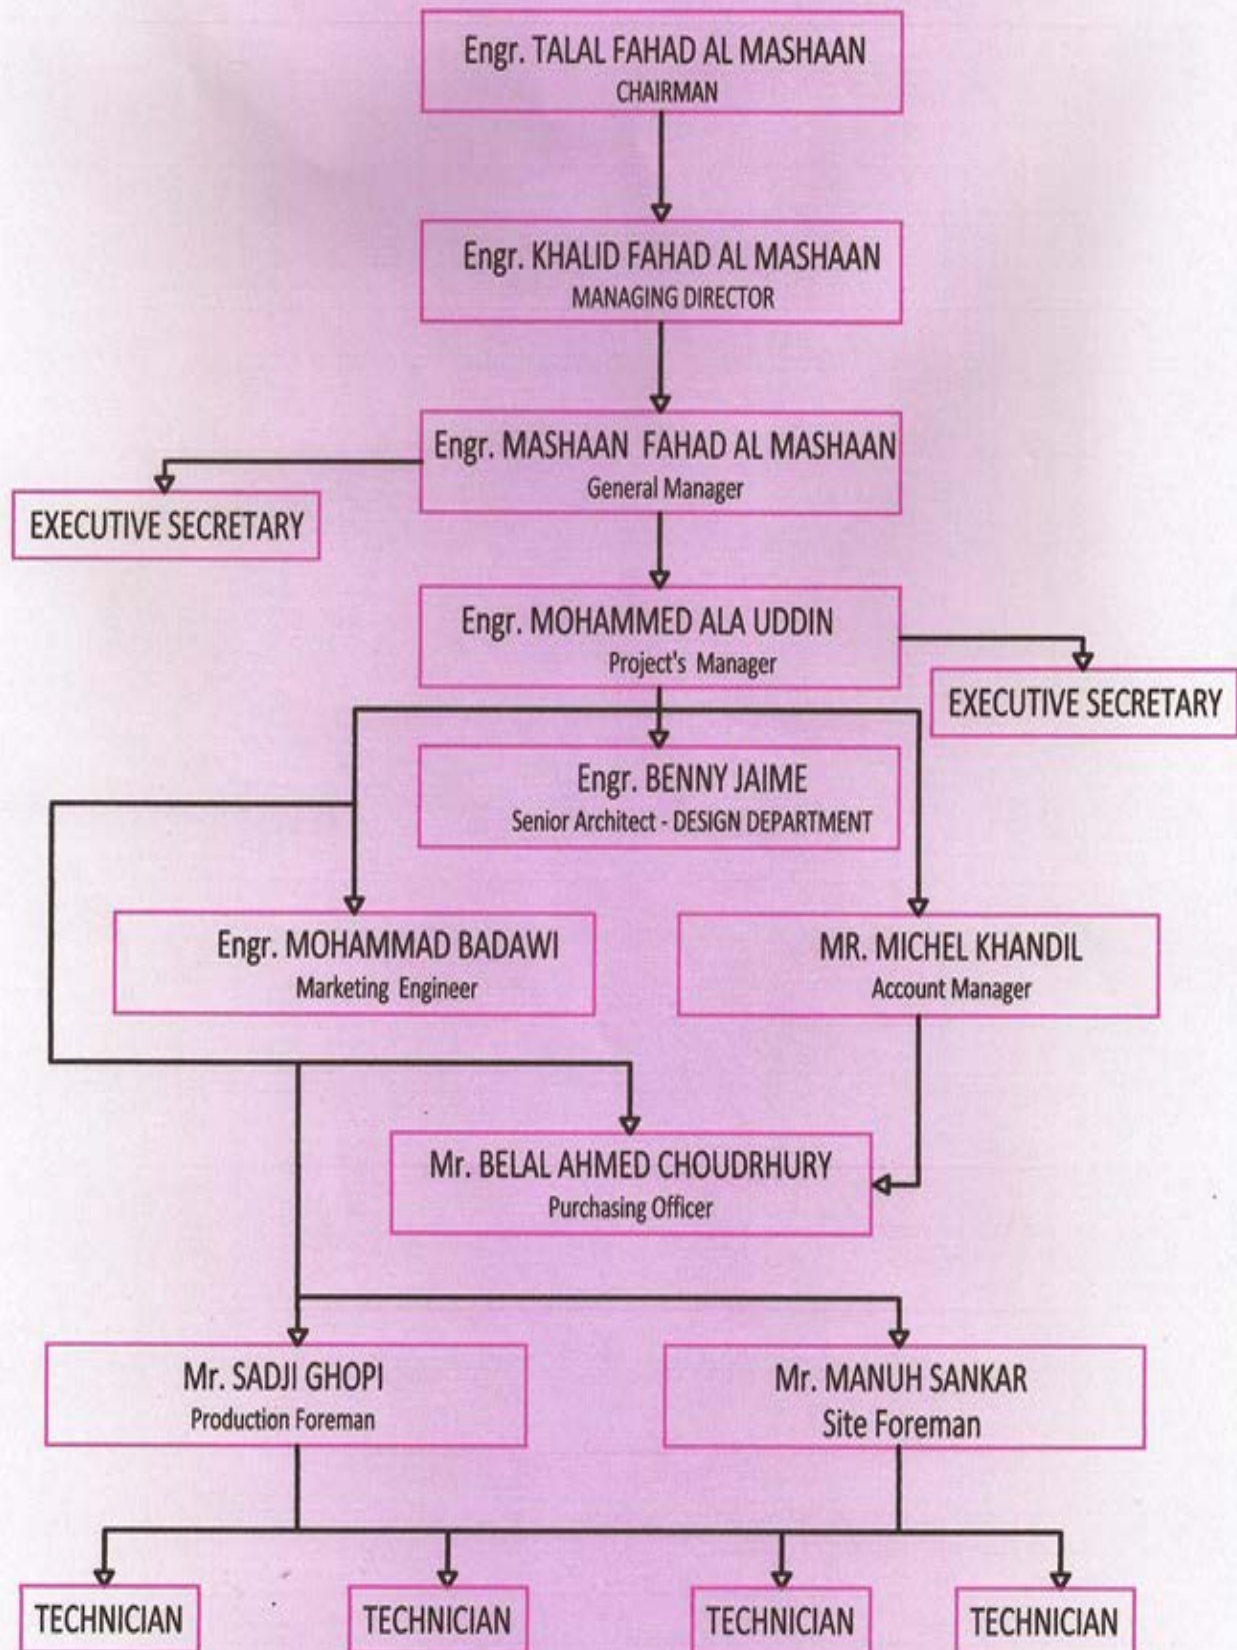 Engr. TALAL FAHAD AL MASHAAN
CHAIRMAN
Engr. KHALID FAHAD AL MASHAAN
MANAGING DIRECTOR
Engr. MASHAAN FAHAD AL MASHAAN
General Manager
EXECUTIVE SECRETARY
Engr. MOHAMMED ALA UDDIN
Project's Manager
EXECUTIVE SECRETARY
Engr. BENNY JAIME
Senior Architect - DESIGN DEPARTMENT
Engr. MOHAMMAD BADAWI
Marketing Engineer
MR. MICHEL KHANDIL
Account Manager
Mr. BELAL AHMED CHOUDRHURY
Purchasing Officer
Mr. SADJI GHOPI
Production Foreman
Mr. MANUH SANKAR
Site Foreman
TECHNICIAN
TECHNICIAN
TECHNICIAN
TECHNICIAN